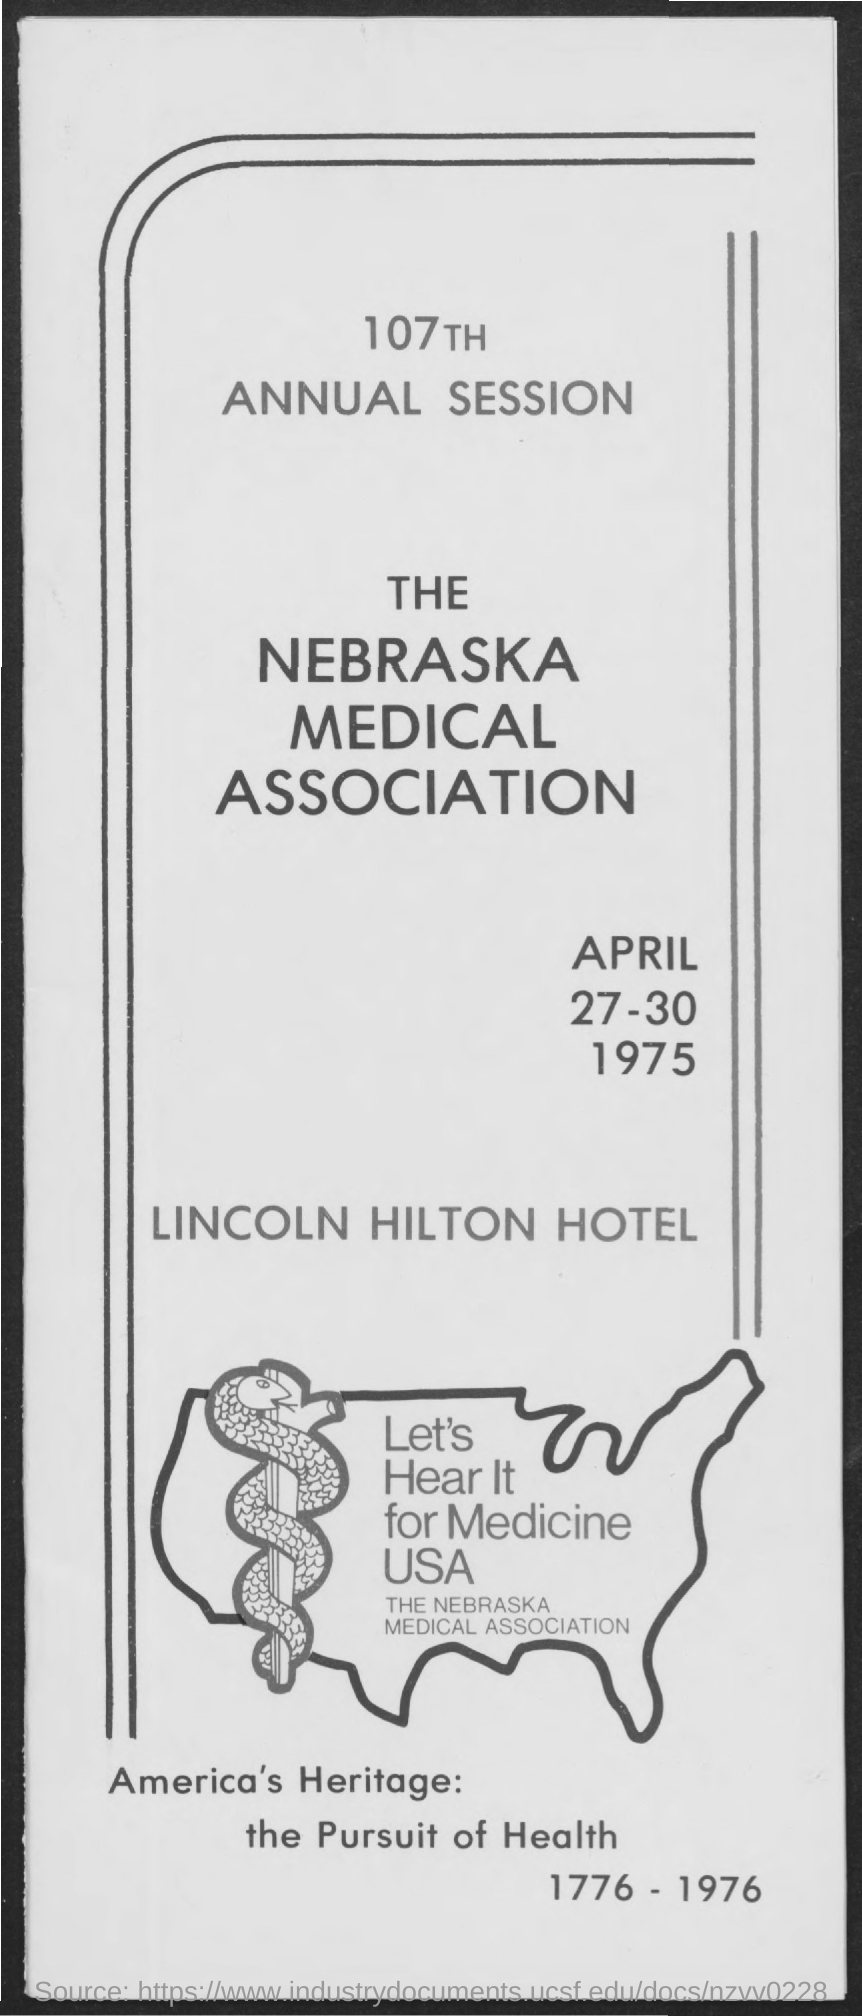 107TH
ANNUAL SESSION
THE
NEBRASKA
MEDICAL
ASSOCIATION
APRIL
27-30
1975
LINCOLN HILTON HOTEL
Let's
Hear It
for Medicine
USA
THE NEBRASKA
MEDICAL ASSOCIATION
America's Heritage:
the Pursuit of Health
1776 - 1976
Source: https://www.industrydocuments.ucsf.edu/docs/nzvv0228